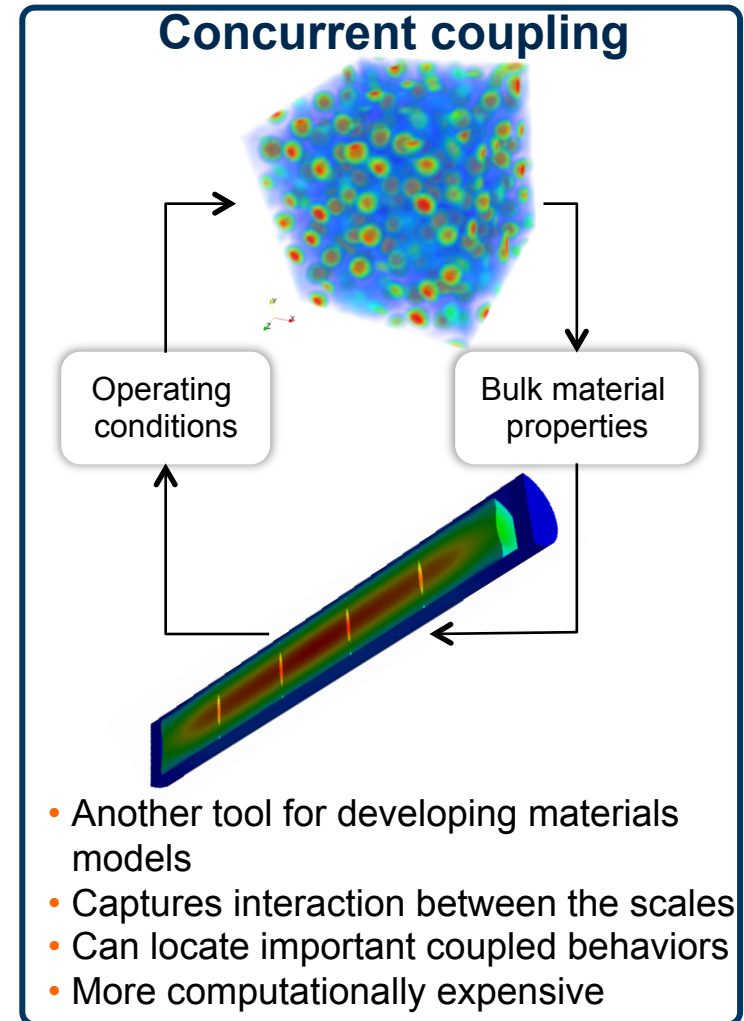 Concurrent coupling
Y
X
Z
Operating
conditions
Bulk material
properties
• Another tool for developing materials
models
• Captures interaction between the scales
• Can locate important coupled behaviors
• More computationally expensive